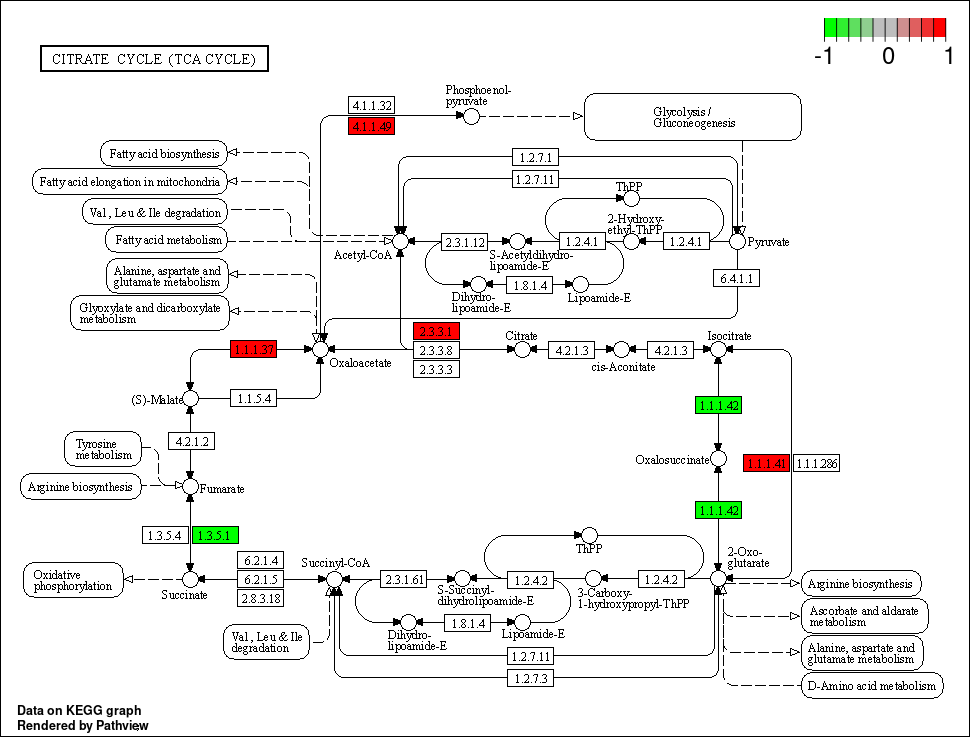 CITRATE CYCLE (TCA CYCLE)
-1 0 1
Phosphoenol-
pyruvate
4.1.1.32
4.1.1.49
Glycolysis /
Gluconeogenesis
Fatty acid biosynthesis
Fatty acid elongation in mitochondria
Val, Leu & Ile degradation
Fatty acid metabolism
Alanine, aspartate and
glutamate metabolism
Glyoxylate and dicarboxylate
metabolism
1.2.7.1
1.2.7.11
ThPP
2-Hydroxy-
ethyl-ThPP
Acetyl-CoA
2.3.1.12
S-Acetyldihydro-
lipoamide-E
1.2.4.1
1.2.4.1
Pyruvate
Dihydro-
lipoamide-E
1.8.1.4
Lipoamide-E
6.4.1.1
1.1.1.37
Oxaloacetate
2.3.3.1
2.3.3.8
2.3.3.3
Citrate
4.2.1.3
cis-Aconitate
4.2.1.3
Isocitrate
(S)-Malate
1.1.5.4
1.1.1.42
4.2.1.2
Tyrosine
metabolism
Arginine biosynthesis
Fumarate
Oxalosuccinate
1.1.1.41
1.1.1.286
1.1.1.42
1.3.5.4
1.3.5.1
ThPP
Oxidative
phosphorylation
Succinate
6.2.1.4
6.2.1.5
2.8.3.18
Succinyl-CoA
2.3.1.61
S-Succinyl-
dihydrolipoamide-E
1.2.4.2
3-Carboxy-
1-hydroxypropyl-ThPP
1.2.4.2
2-Oxo-
glutarate
Val, Leu & Ile
degradation
Dihydro-
lipoamide-E
1.8.1.4
Lipoamide-E
1.2.7.11
1.2.7.3
Arginine biosynthesis
Ascorbate and aldarate
metabolism
Alanine, aspartate and
glutamate metabolism
D-Amino acid metabolism
Data on KEGG graph
Rendered by Pathview